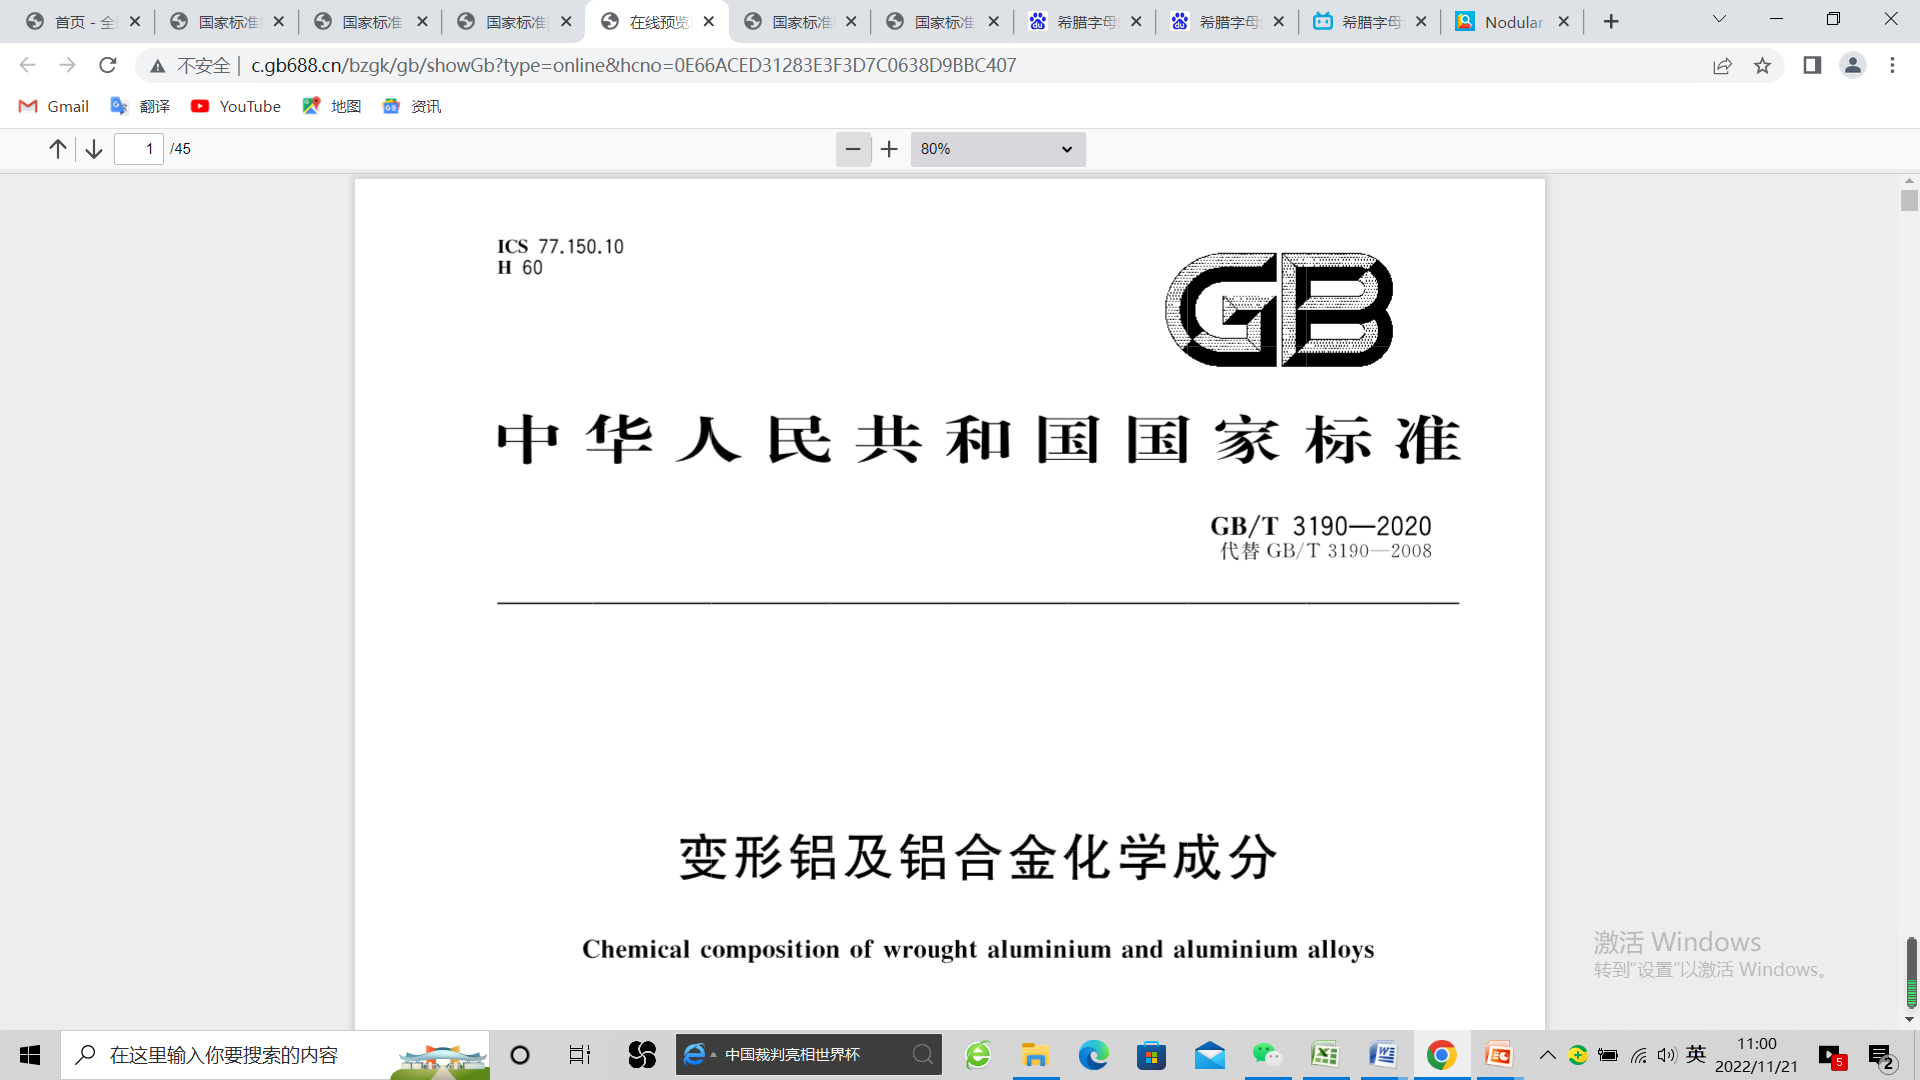 首页 - 全
国家标准
国家标准
国家标准
在线预览
国家标准
国家标准
希腊字母
希腊字母
希腊字母
Nodular
不安全 c.gb688.cn/bzgk/gb/showGb?type=online&hcno=0E66ACED31283E3F3D7C0638D9BBC407
Gmail 翻译 YouTube 地图 资讯
1 /45 80%
ICS 77.150.10
H 60
GB
中华人民共和国国家标准
GB/T 3190—2020
代替 GB/T 3190—2008
变形铝及铝合金化学成分
Chemical composition of wrought aluminium and aluminium alloys
激活 Windows
转到“设置”以激活 Windows。
在这里输入你要搜索的内容
中国裁判亮相世界杯
英
11:00
2022/11/21
5
2